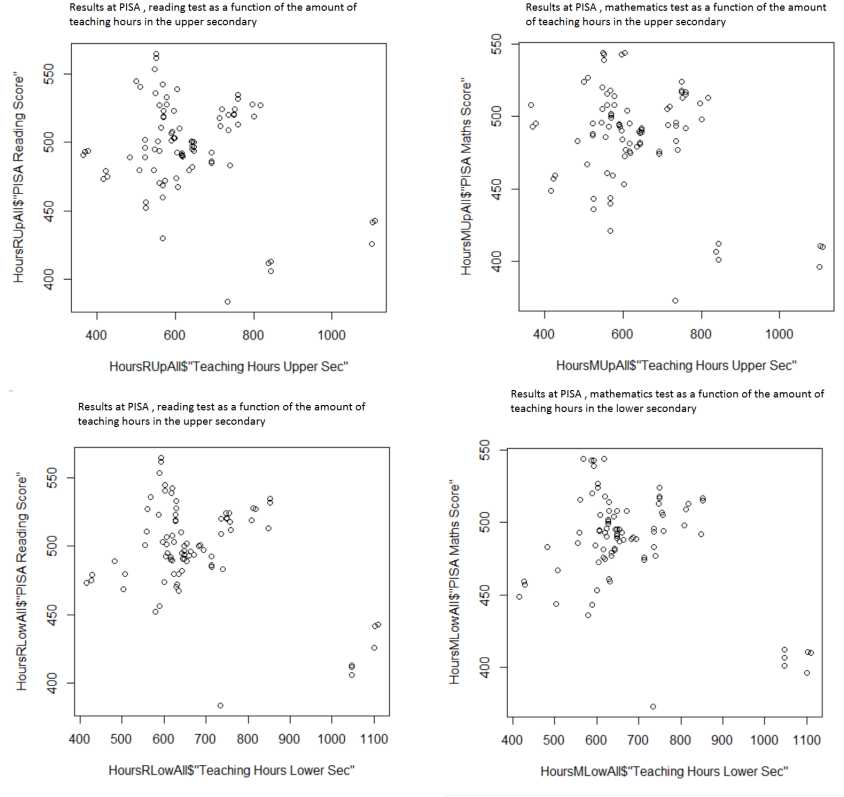 Results at PISA , reading test as a function of the amount of
teaching hours in the upper secondary
550
500
450
400
HoursRUpAll$"PISA Reading Score"
400 600 800 1000
HoursRUpAll$"Teaching Hours Upper Sec"
Results at PISA , mathematics test as a function of the amount
of teaching hours in the upper secondary
550
500
450
400
HoursMUpAll$"PISA Maths Score"
400 600 800 1000
HoursMUpAll$"Teaching Hours Upper Sec"
Results at PISA , reading test as a function of the amount of
teaching hours in the upper secondary
550
500
450
400
HoursRLowAll$"PISA Reading Score"
400 500 600 700 800 900 1000 1100
HoursRLowAll$"Teaching Hours Lower Sec"
Results at PISA , mathematics test as a function of the amount of
teaching hours in the lower secondary
550
500
450
400
HoursMLowAll$"PISA Maths Score"
400 500 600 700 800 900 1000 1100
HoursMLowAll$"Teaching Hours Lower Sec"